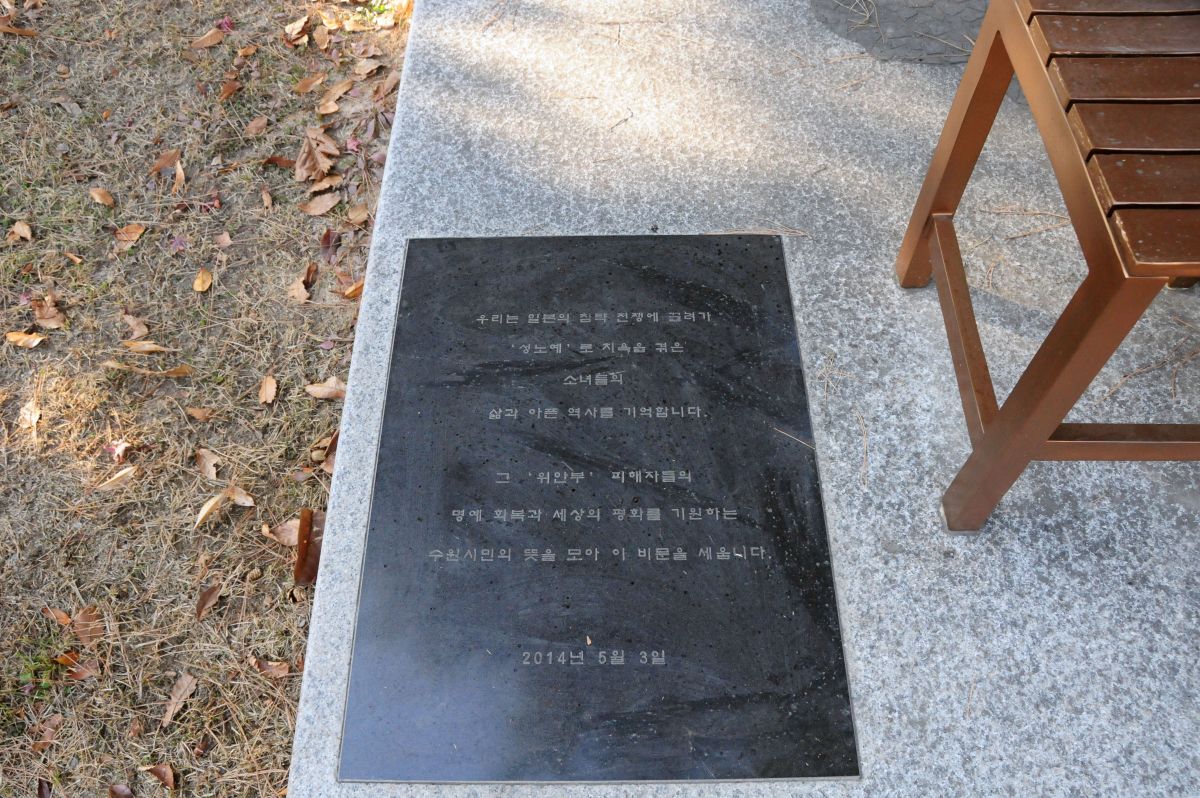 우리는 일본의 침략 전쟁에 끌려가
'성노예' 로 지옥을 겪은
소녀들의
삶과 아픈 역사를 기억합니다.
그 '위안부' 피해자들의
명예 회복과 세상의 평화를 기원하는
수원시민의 뜻을 모아 이 비문을 세웁니다.
2014년 5월 3일